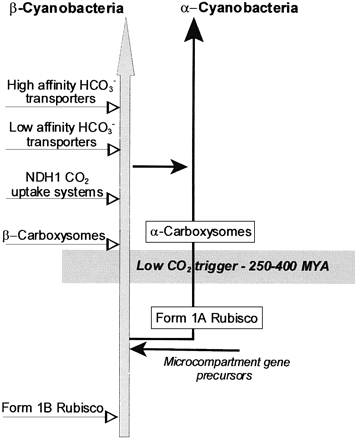 β-Cyanobacteria
α-Cyanobacteria
High affinity HCO₃⁻
transporters
Low affinity HCO₃⁻
transporters
NDH1 CO₂
uptake systems
β-Carboxysomes
α-Carboxysomes
Low CO₂ trigger - 250-400 MYA
Form 1A Rubisco
Microcompartment gene
precursors
Form 1B Rubisco